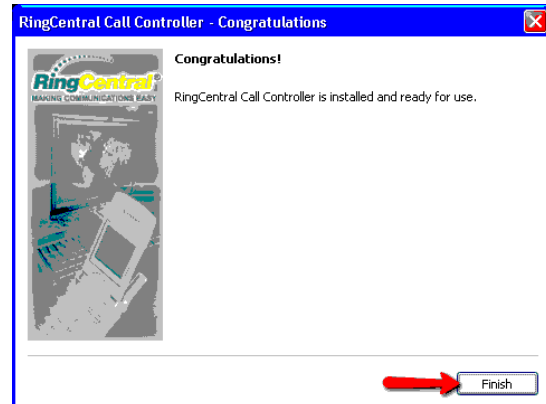 RingCentral Call Controller - Congratulations
Congratulations!
RingCentral®
MAKING COMMUNICATIONS EASY
RingCentral Call Controller is installed and ready for use.
Finish